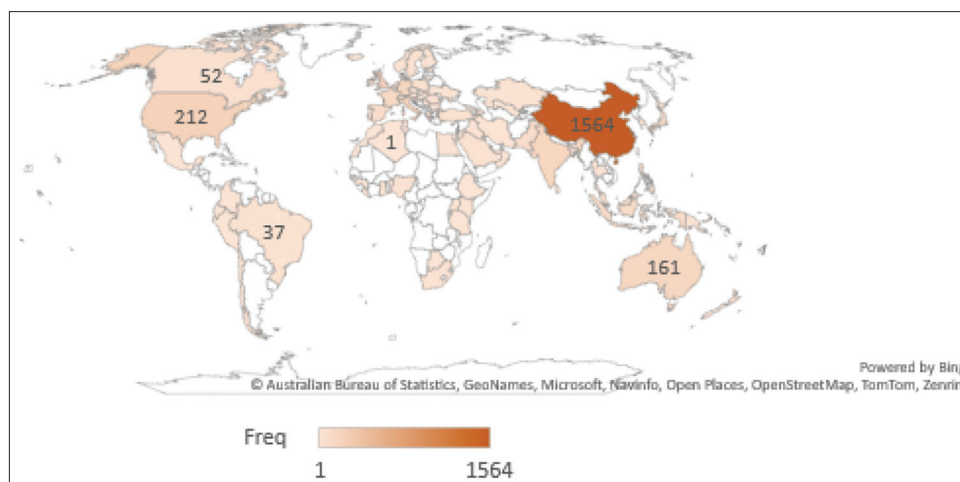 52
212
1564
1
37
161
Powered by Bing
© Australian Bureau of Statistics, GeoNames, Microsoft, Navinfo, Open Places, OpenStreetMap, TomTom, Zenrin
Freq
1 1564